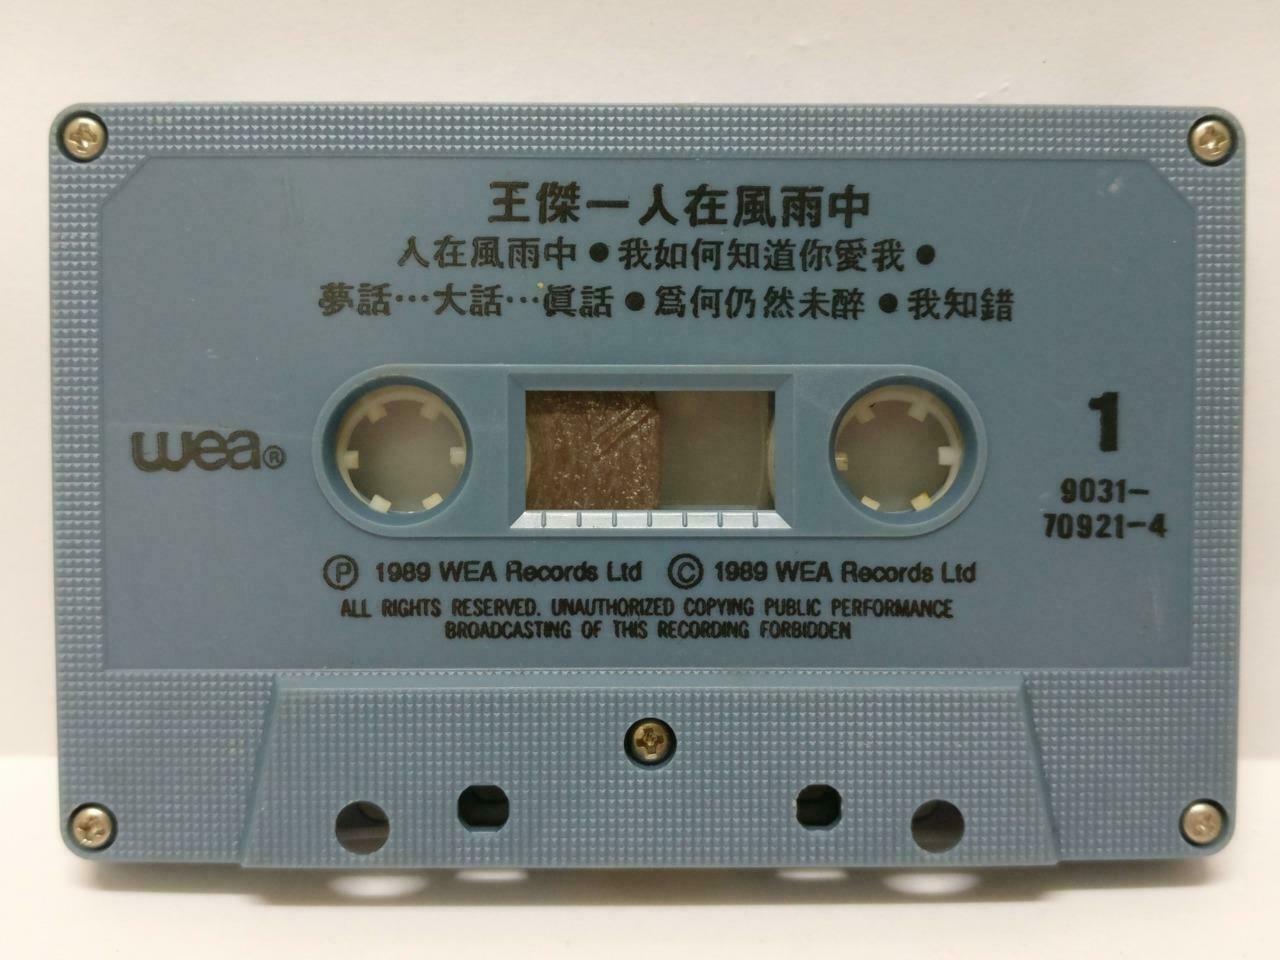 王傑一人在風雨中
人在風雨中●我如何知道你愛我●
夢話…大話…眞話●爲何仍然未醉●我知錯
wea®
1
9031-
70921-4
Ⓟ 1989 WEA Records Ltd © 1989 WEA Records Ltd
ALL RIGHTS RESERVED. UNAUTHORIZED COPYING PUBLIC PERFORMANCE
BROADCASTING OF THIS RECORDING FORBIDDEN